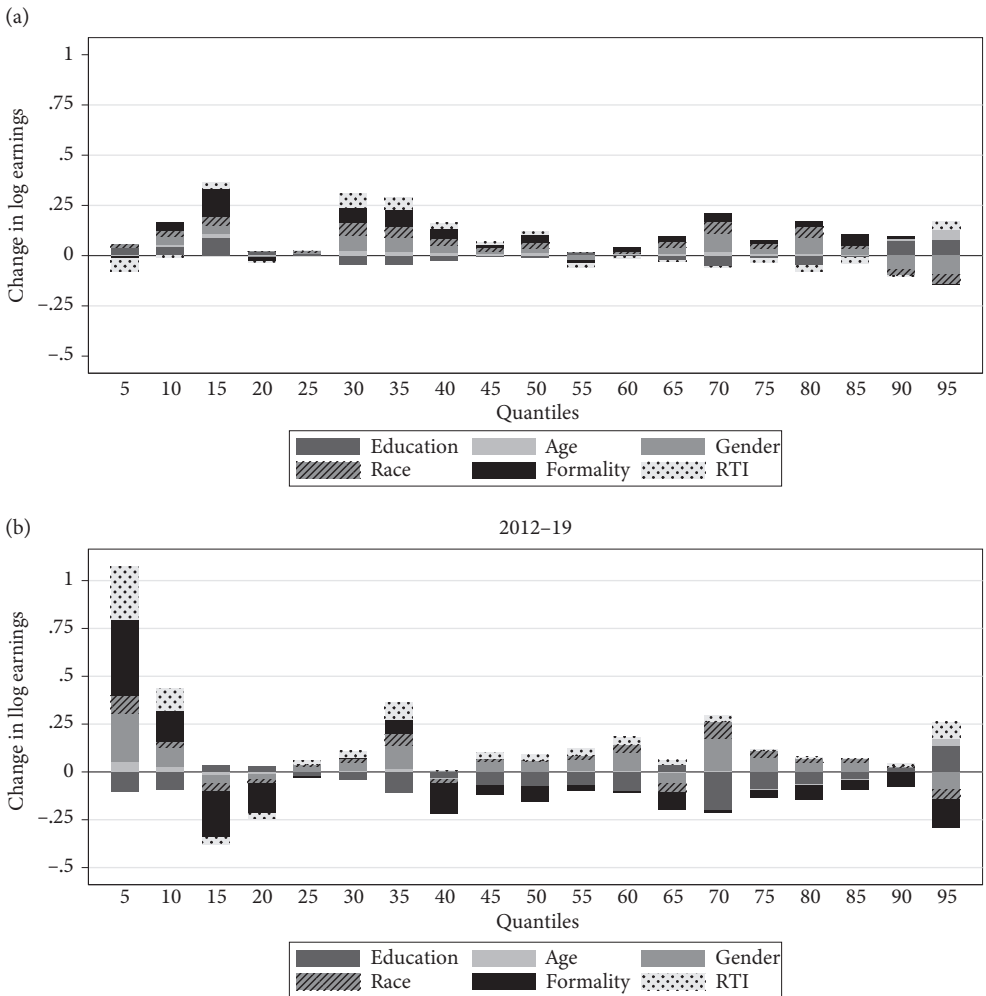 (a)
1
.75
.5
.25
0
−.25
−.5
Change in log earnings
5 10 15 20 25 30 35 40 45 50 55 60 65 70 75 80 85 90 95
Quantiles
Education Age Gender
Race Formality RTI
(b)
2012–19
1
.75
.5
.25
0
−.25
−.5
Change in llog earnings
5 10 15 20 25 30 35 40 45 50 55 60 65 70 75 80 85 90 95
Quantiles
Education Age Gender
Race Formality RTI